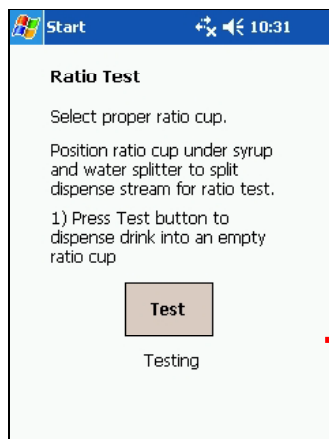 Start 10:31
Ratio Test
Select proper ratio cup.
Position ratio cup under syrup
and water splitter to split
dispense stream for ratio test.
1) Press Test button to
dispense drink into an empty
ratio cup
Test
Testing